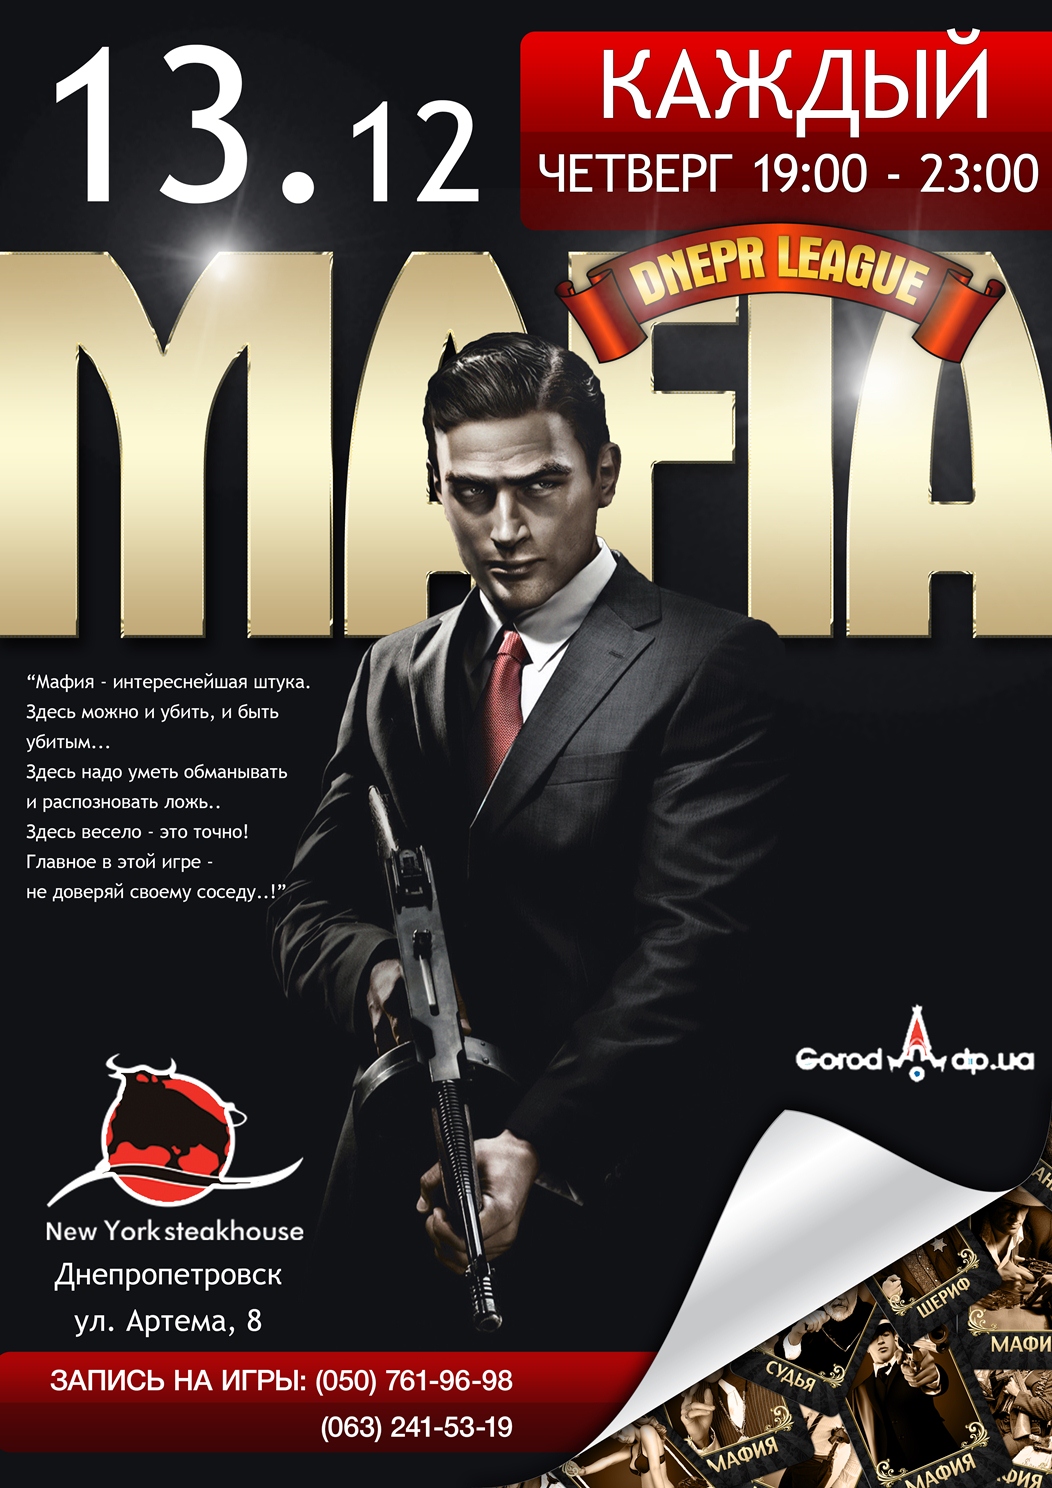 13.12
КАЖДЫЙ
ЧЕТВЕРГ 19:00 - 23:00
DNEPR LEAGUE
MAFIA
“Мафия - интереснейшая штука.
Здесь можно и убить, и быть
убитым...
Здесь надо уметь обманывать
и распозновать ложь..
Здесь весело - это точно!
Главное в этой игре -
не доверяй своему соседу..!”
Gorod dp.ua
New York steakhouse
Днепропетровск
ул. Артема, 8
ЗАПИСЬ НА ИГРЫ: (050) 761-96-98
(063) 241-53-19
ШЕРИФ
МАФИ
СУДЬЯ
МАФИЯ
МАФИЯ
ФИЯ